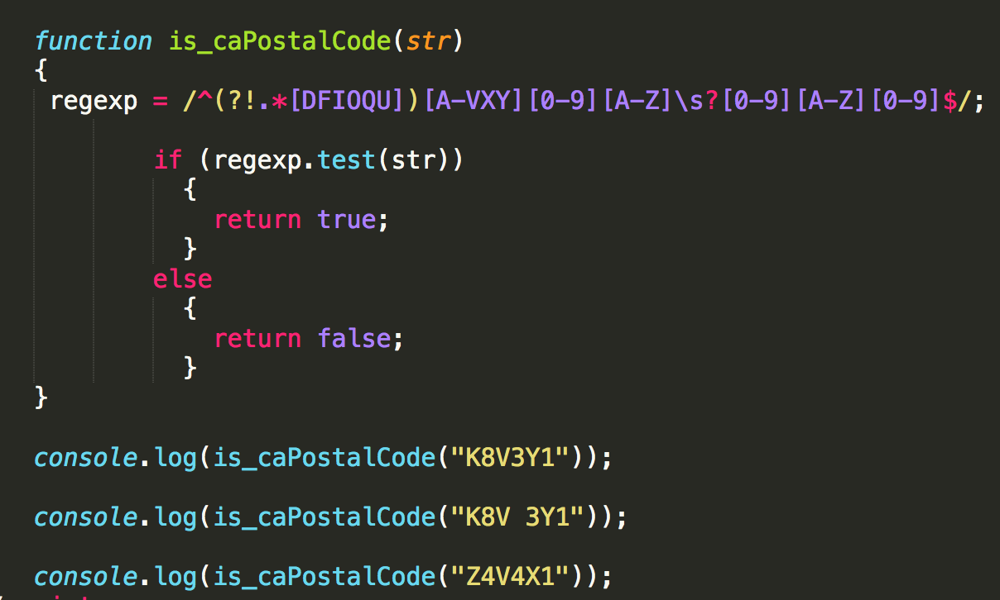 function is_caPostalCode(str)
{
regexp = /^(?!.*[DFIOQU])[A-VXY][0-9][A-Z]\s?[0-9][A-Z][0-9]$/;
if (regexp.test(str))
{
return true;
}
else
{
return false;
}
}
console.log(is_caPostalCode("K8V3Y1"));
console.log(is_caPostalCode("K8V 3Y1"));
console.log(is_caPostalCode("Z4V4X1"));